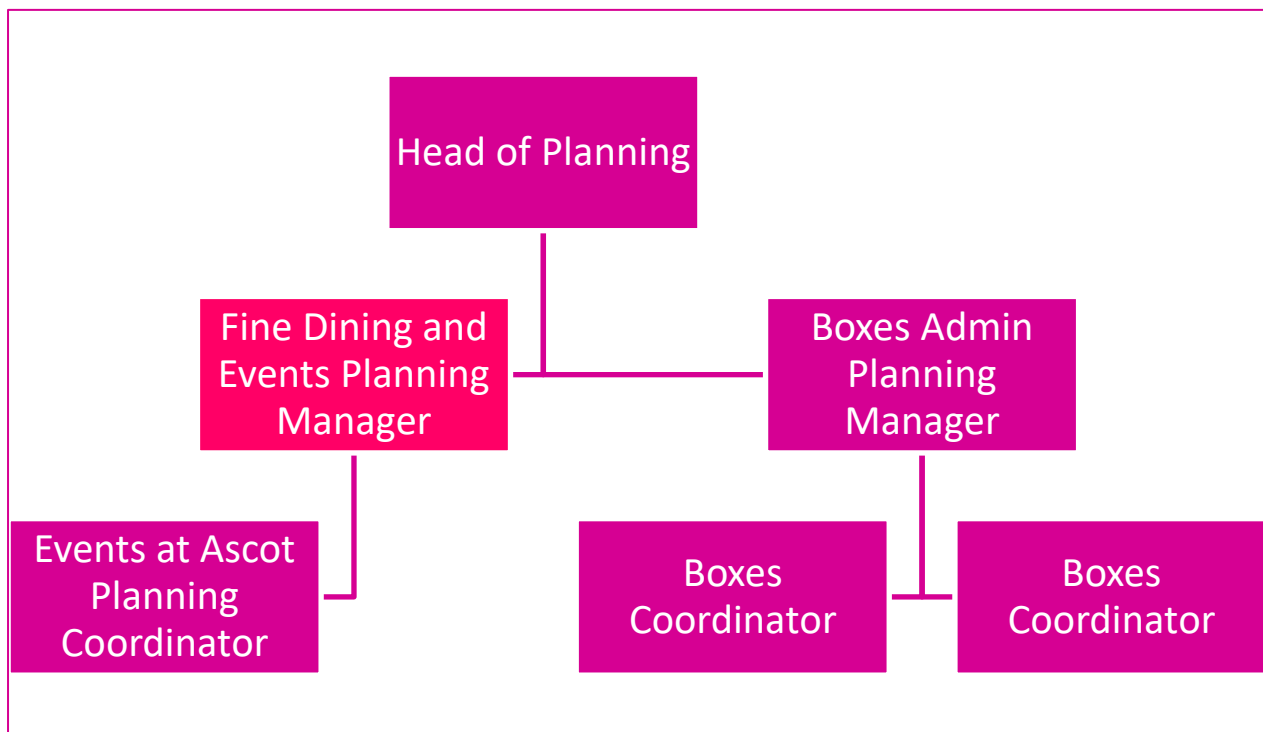 Head of Planning
Fine Dining and
Events Planning
Manager
Boxes Admin
Planning
Manager
Events at Ascot
Planning
Coordinator
Boxes
Coordinator
Boxes
Coordinator